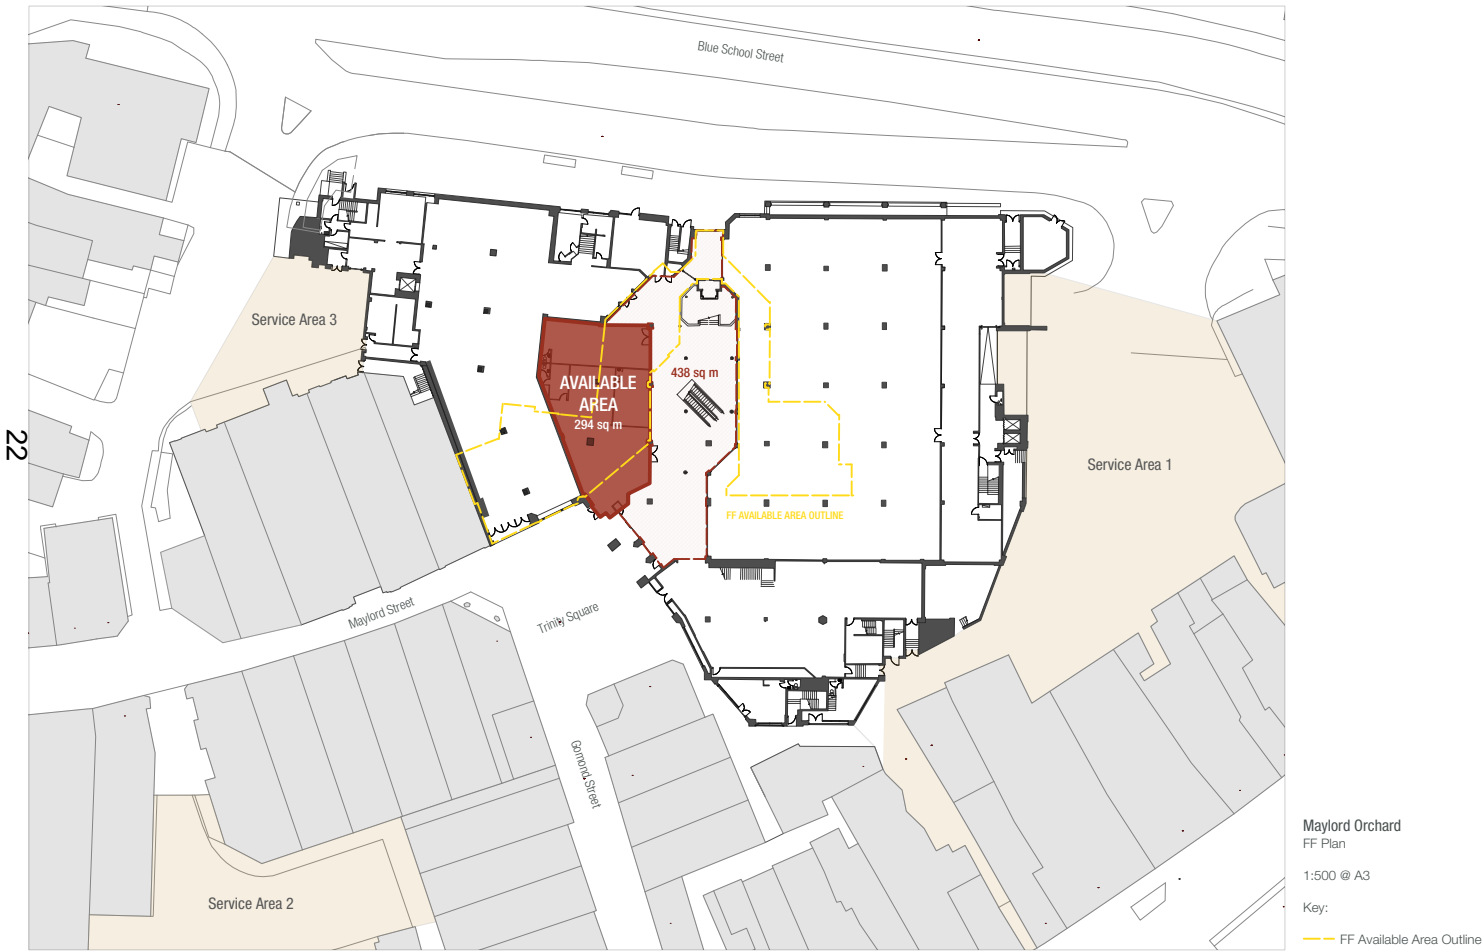 Blue School Street
Service Area 3
438 sq m
AVAILABLE
AREA
294 sq m
22
Service Area 1
FF AVAILABLE AREA OUTLINE
Maylord Street
Trinity Square
Gomond Street
Service Area 2
Maylord Orchard
FF Plan
1:500 @ A3
Key:
FF Available Area Outline